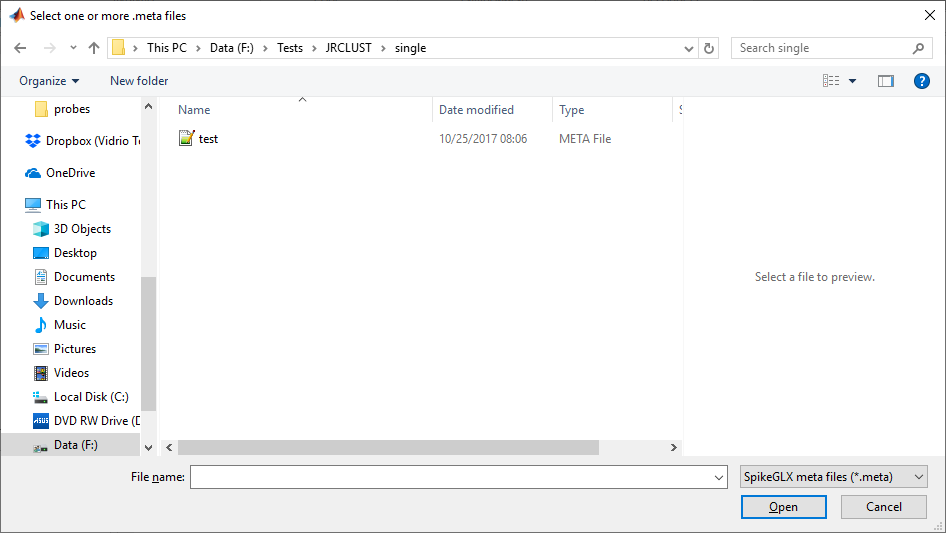 Select one or more .meta files
This PC > Data (F:) > Tests > JRCLUST > single
Search single
Organize
New folder
?
Name
Date modified
Type
S
test
10/25/2017 08:06
META File
probes
Dropbox (Vidrio T
OneDrive
This PC
3D Objects
Desktop
Documents
Downloads
Music
Pictures
Videos
Local Disk (C:)
ASUS
DVD RW Drive (D
Data (F:)
Select a file to preview.
File name:
SpikeGLX meta files (*.meta)
Open
Cancel